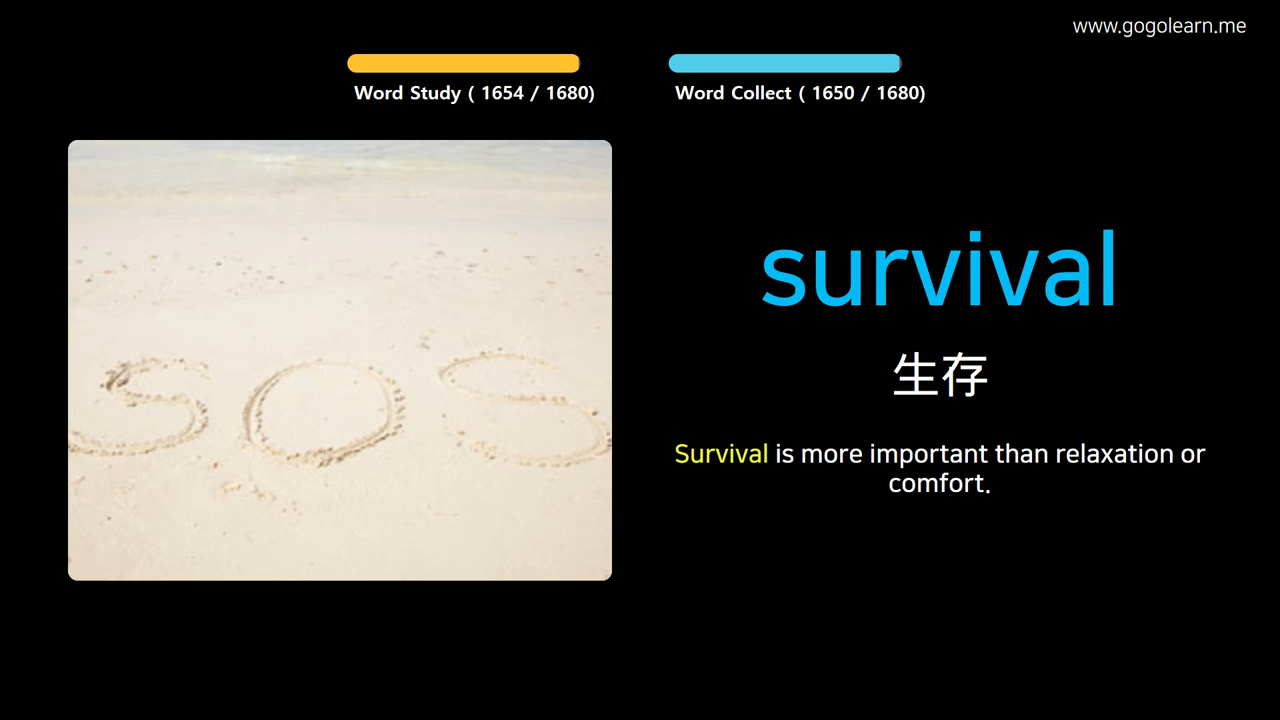 www.gogolearn.me
Word Study ( 1654 / 1680)
Word Collect ( 1650 / 1680)
SOS
survival
生存
Survival is more important than relaxation or
comfort.